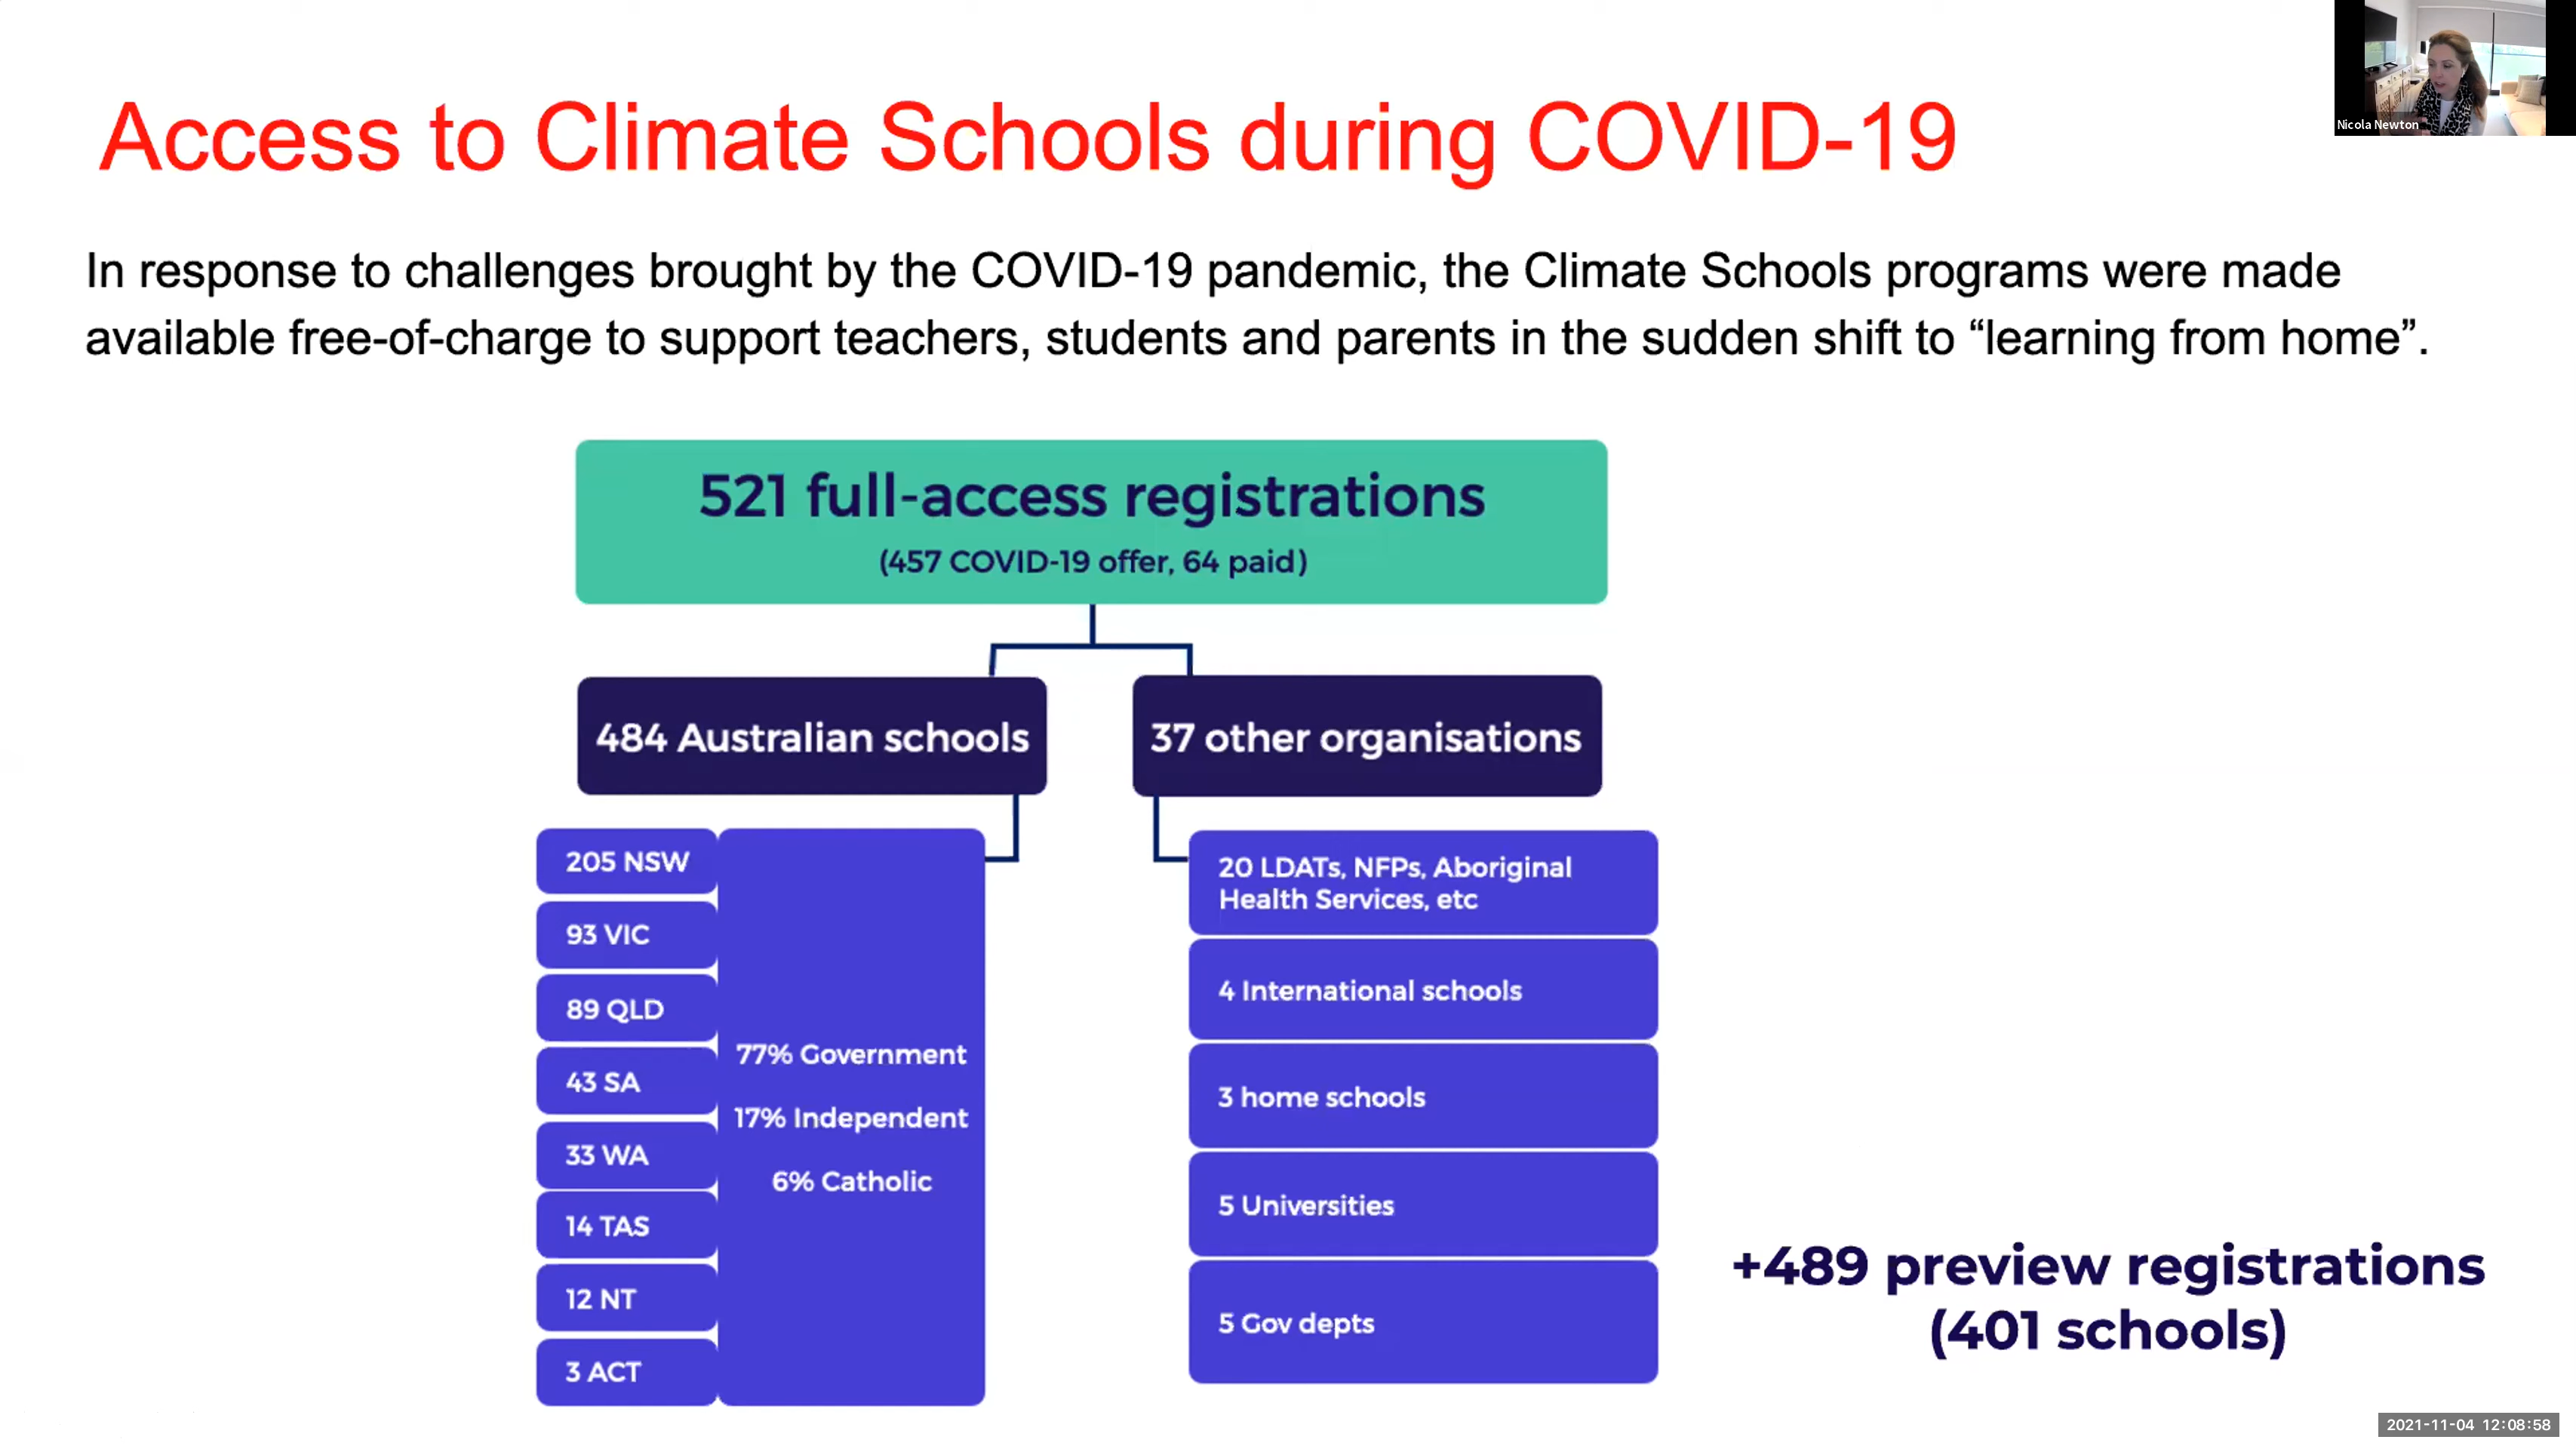 Nicola Newton
Access to Climate Schools during COVID-19
In response to challenges brought by the COVID-19 pandemic, the Climate Schools programs were made
available free-of-charge to support teachers, students and parents in the sudden shift to “learning from home”.
521 full-access registrations
(457 COVID-19 offer, 64 paid)
484 Australian schools
37 other organisations
205 NSW
93 VIC
89 QLD
43 SA
33 WA
14 TAS
12 NT
3 ACT
77% Government
17% Independent
6% Catholic
20 LDATs, NFPs, Aboriginal
Health Services, etc
4 International schools
3 home schools
5 Universities
5 Gov depts
+489 preview registrations
(401 schools)
2021-11-04 12:08:58